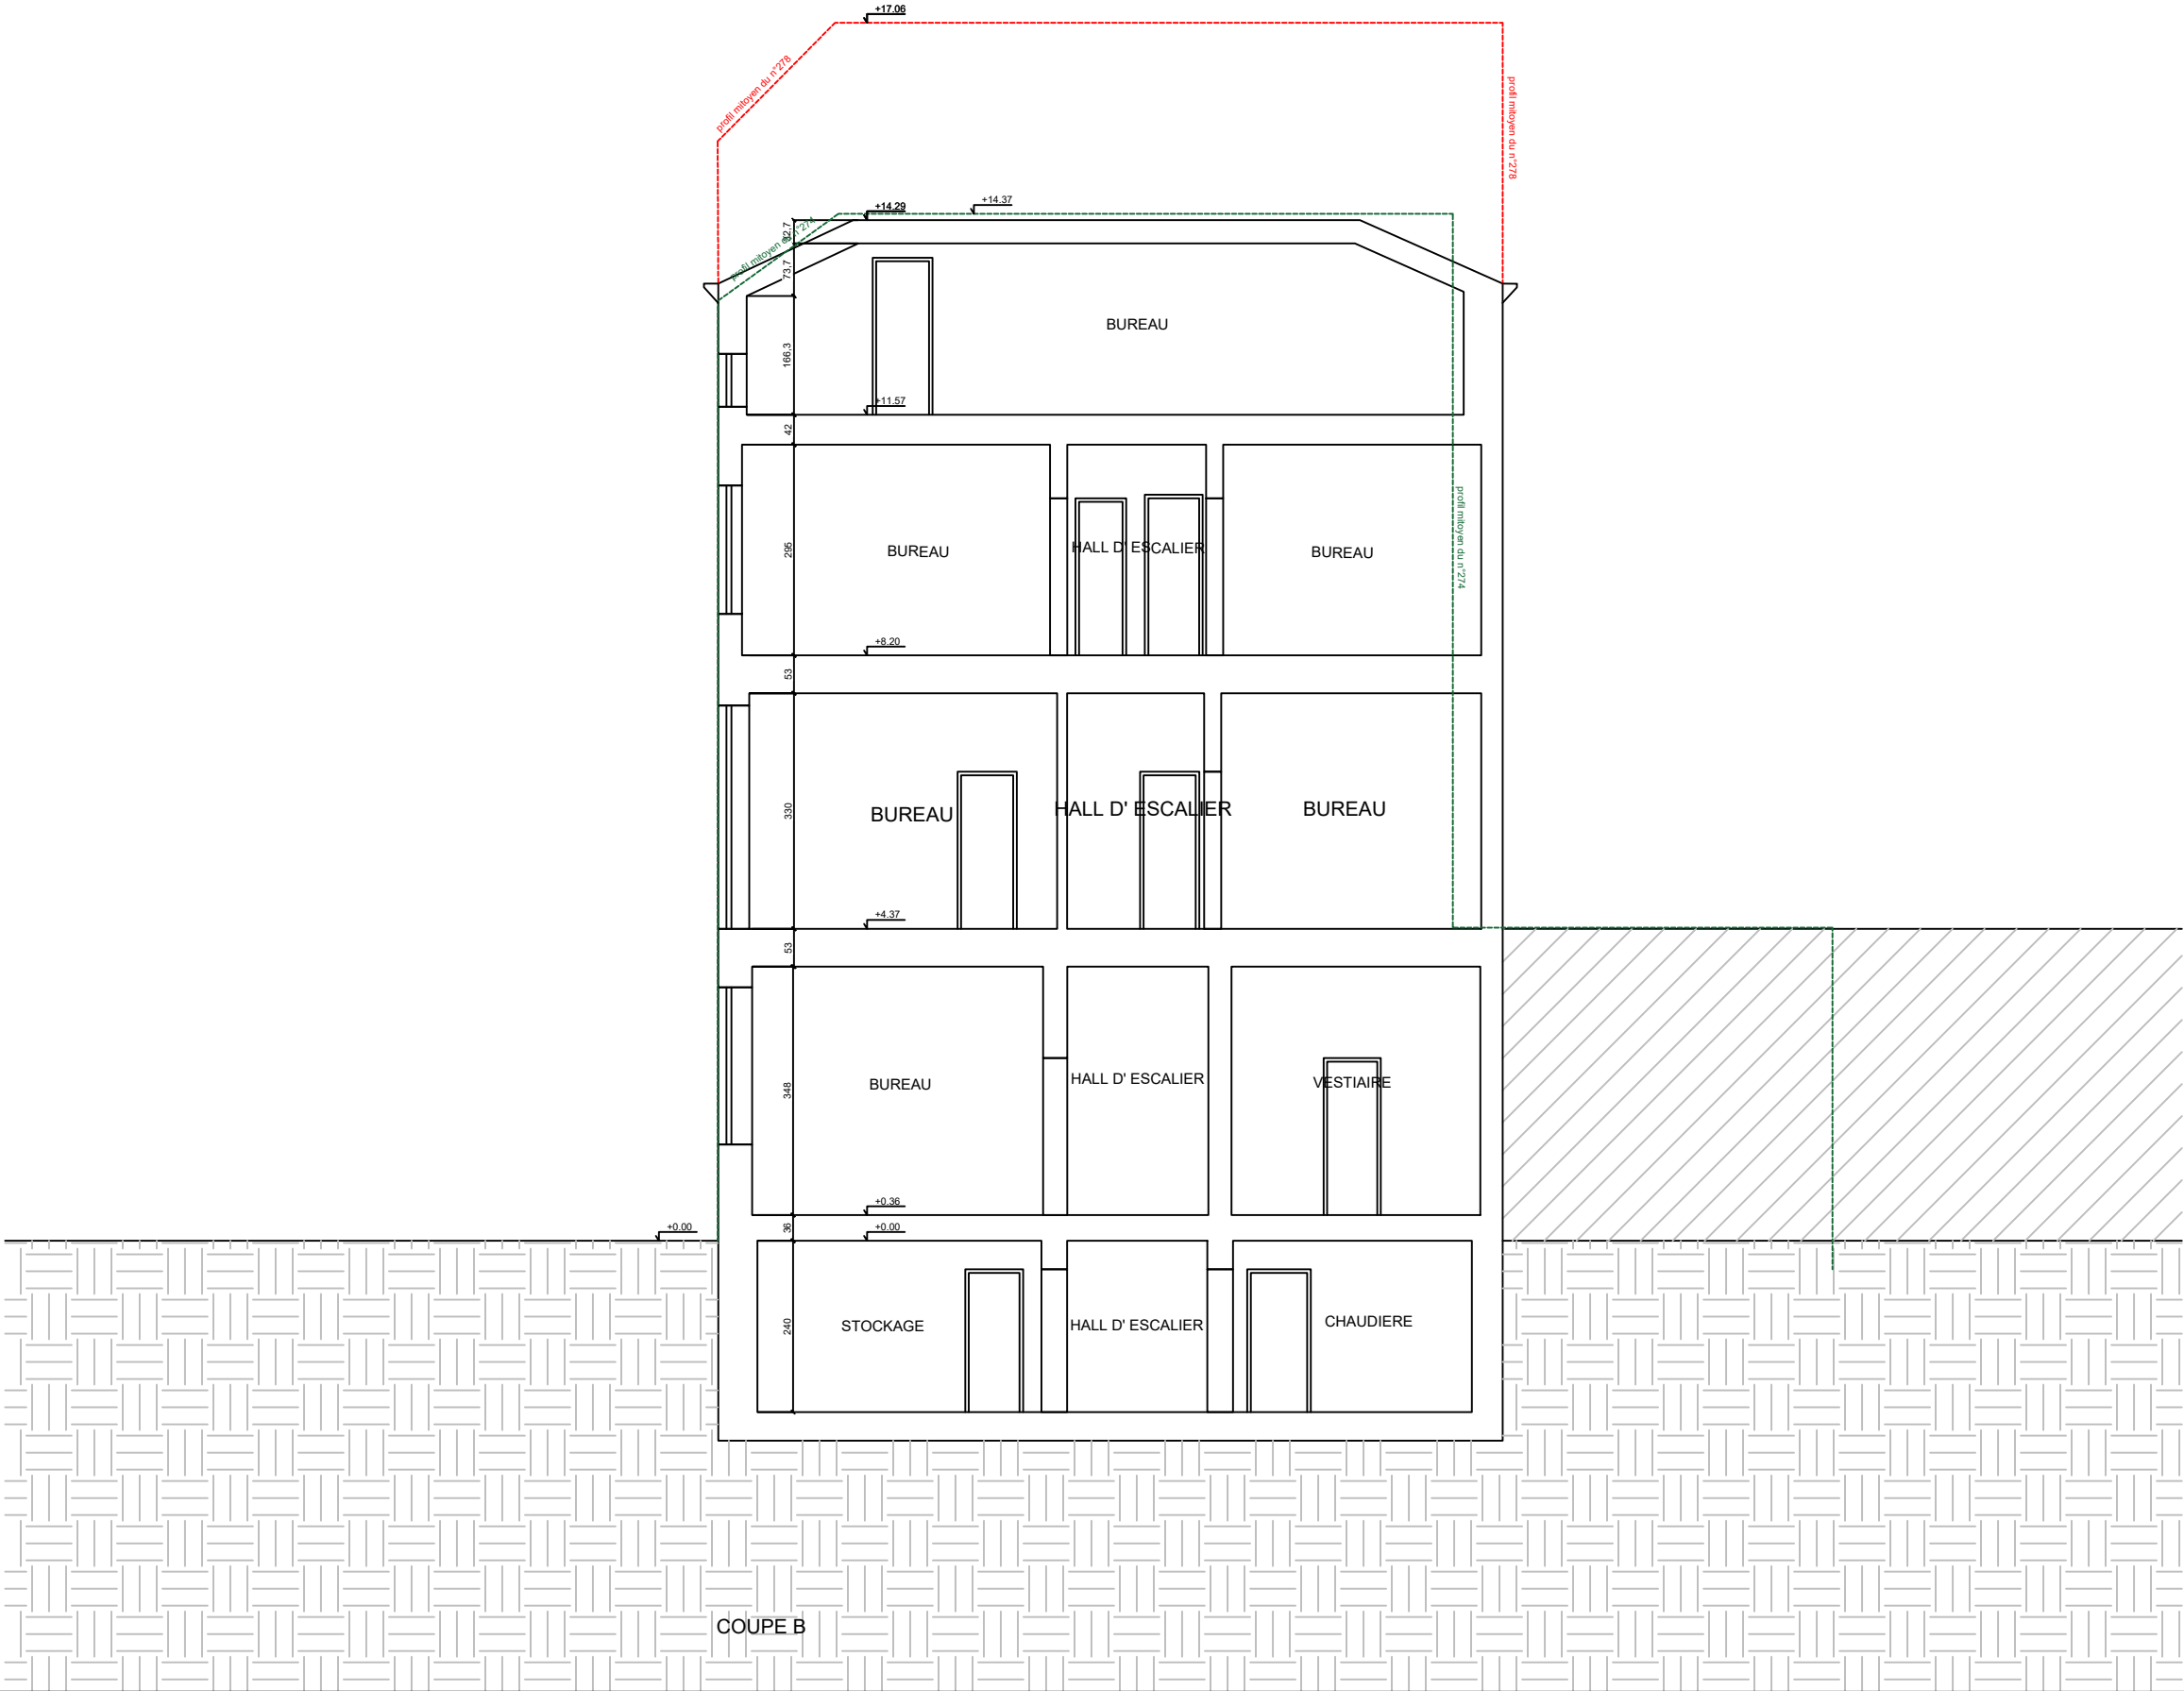 +17.06
profil mitoyen du n°278
profil mitoyen du n°278
+14.37
+14.29
32,7
profil mitoyen du n°274
73,7
BUREAU
166,3
+11.57
42
profil mitoyen du n°274
295
BUREAU
HALL D' ESCALIER
BUREAU
+8.20
53
330
BUREAU
HALL D' ESCALIER
BUREAU
+4.37
53
348
BUREAU
HALL D' ESCALIER
VESTIAIRE
+0.36
+0.00
36
+0.00
240
STOCKAGE
HALL D' ESCALIER
CHAUDIERE
COUPE B